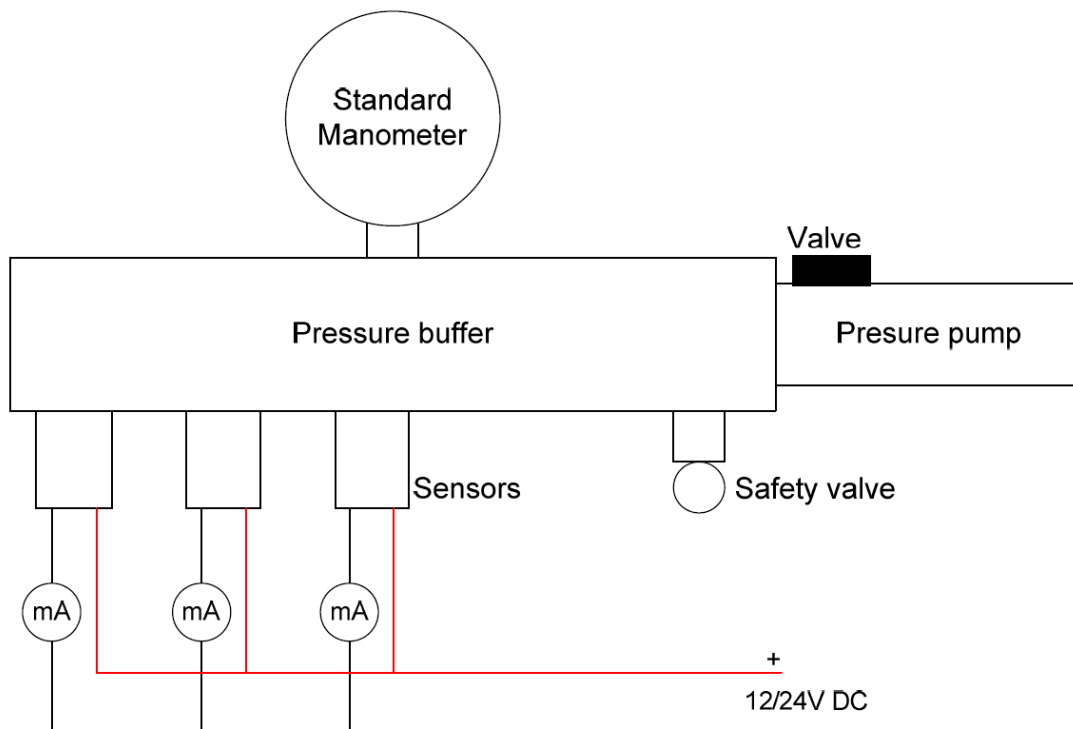 Standard
Manometer
Valve
Pressure buffer
Presure pump
Sensors
Safety valve
mA
mA
mA
+
12/24V DC